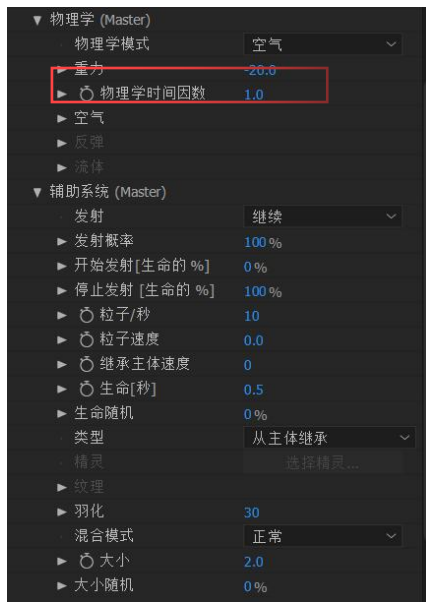 物理学 (Master)
物理学模式 空气
重力 -20.0
物理学时间因数 1.0
空气
反弹
流体
辅助系统 (Master)
发射 继续
发射概率 100 %
开始发射[生命的 %] 0 %
停止发射 [生命的 %] 100 %
粒子/秒 10
粒子速度 0.0
继承主体速度 0
生命[秒] 0.5
生命随机 0 %
类型 从主体继承
精灵 选择精灵...
纹理
羽化 30
混合模式 正常
大小 2.0
大小随机 0 %